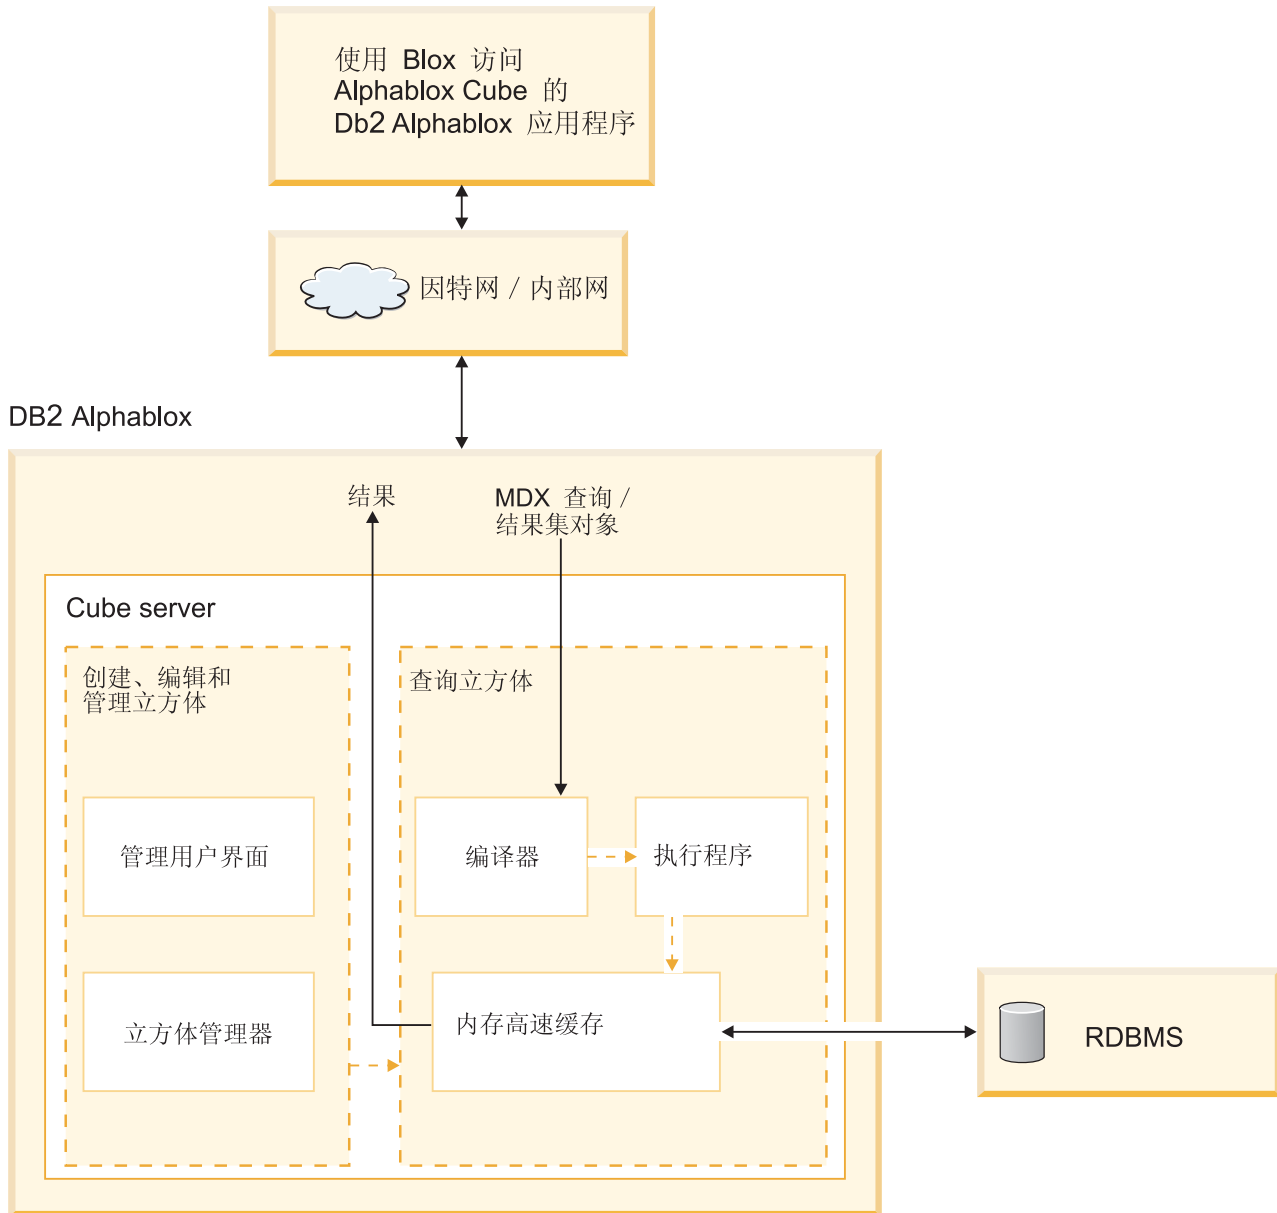 使用 Blox 访问
Alphablox Cube 的
Db2 Alphablox 应用程序
因特网 / 内部网
DB2 Alphablox
结果
MDX 查询 /
结果集对象
Cube server
创建、编辑和
管理立方体
查询立方体
管理用户界面
编译器
执行程序
立方体管理器
内存高速缓存
RDBMS